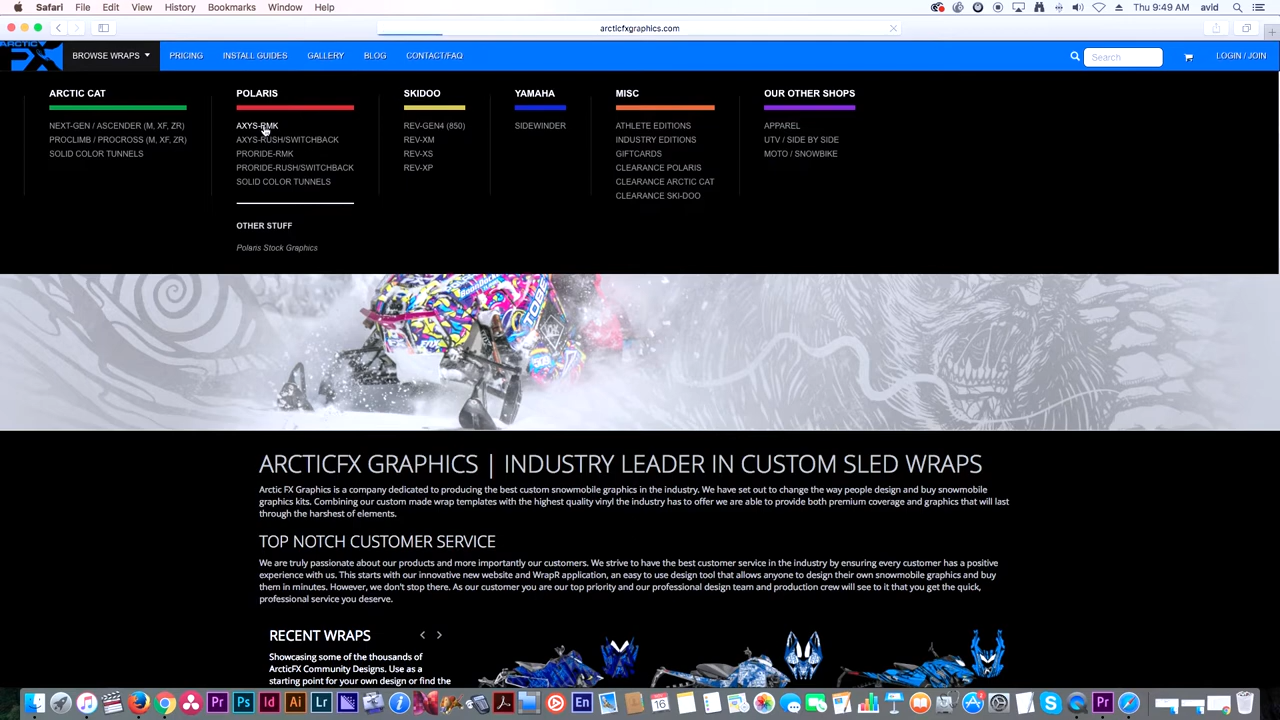 Safari File Edit View History Bookmarks Window Help Thu 9:49 AM avid
arcticfxgraphics.com
ARCTIC FX BROWSE WRAPS PRICING INSTALL GUIDES GALLERY BLOG CONTACT/FAQ Search LOGIN / JOIN
ARCTIC CAT
NEXT-GEN / ASCENDER (M, XF, ZR)
PROCLIMB / PROCROSS (M, XF, ZR)
SOLID COLOR TUNNELS
POLARIS
AXYS-RMK
AXYS-RUSH/SWITCHBACK
PRORIDE-RMK
PRORIDE-RUSH/SWITCHBACK
SOLID COLOR TUNNELS
OTHER STUFF
Polaris Stock Graphics
SKIDOO
REV-GEN4 (850)
REV-XM
REV-XS
REV-XP
YAMAHA
SIDEWINDER
MISC
ATHLETE EDITIONS
INDUSTRY EDITIONS
GIFTCARDS
CLEARANCE POLARIS
CLEARANCE ARCTIC CAT
CLEARANCE SKI-DOO
OUR OTHER SHOPS
APPAREL
UTV / SIDE BY SIDE
MOTO / SNOWBIKE
TOBE
509
ARCTICFX GRAPHICS | INDUSTRY LEADER IN CUSTOM SLED WRAPS
Arctic FX Graphics is a company dedicated to producing the best custom snowmobile graphics in the industry. We have set out to change the way people design and buy snowmobile
graphics kits. Combining our custom made wrap templates with the highest quality vinyl the industry has to offer we are able to provide both premium coverage and graphics that will last
through the harshest of elements.
TOP NOTCH CUSTOMER SERVICE
We are truly passionate about our products and more importantly our customers. We strive to have the best customer service in the industry by ensuring every customer has a positive
experience with us. This starts with our innovative new website and WrapR application, an easy to use design tool that allows anyone to design their own snowmobile graphics and buy
them in minutes. However, we don't stop there. As our customer you are our top priority and our professional design team and production crew will see to it that you get the quick,
professional service you deserve.
RECENT WRAPS
Showcasing some of the thousands of
ArcticFX Community Designs. Use as a
starting point for your own design or find the
Pr Ps Id Ai Lr En 16 Pr